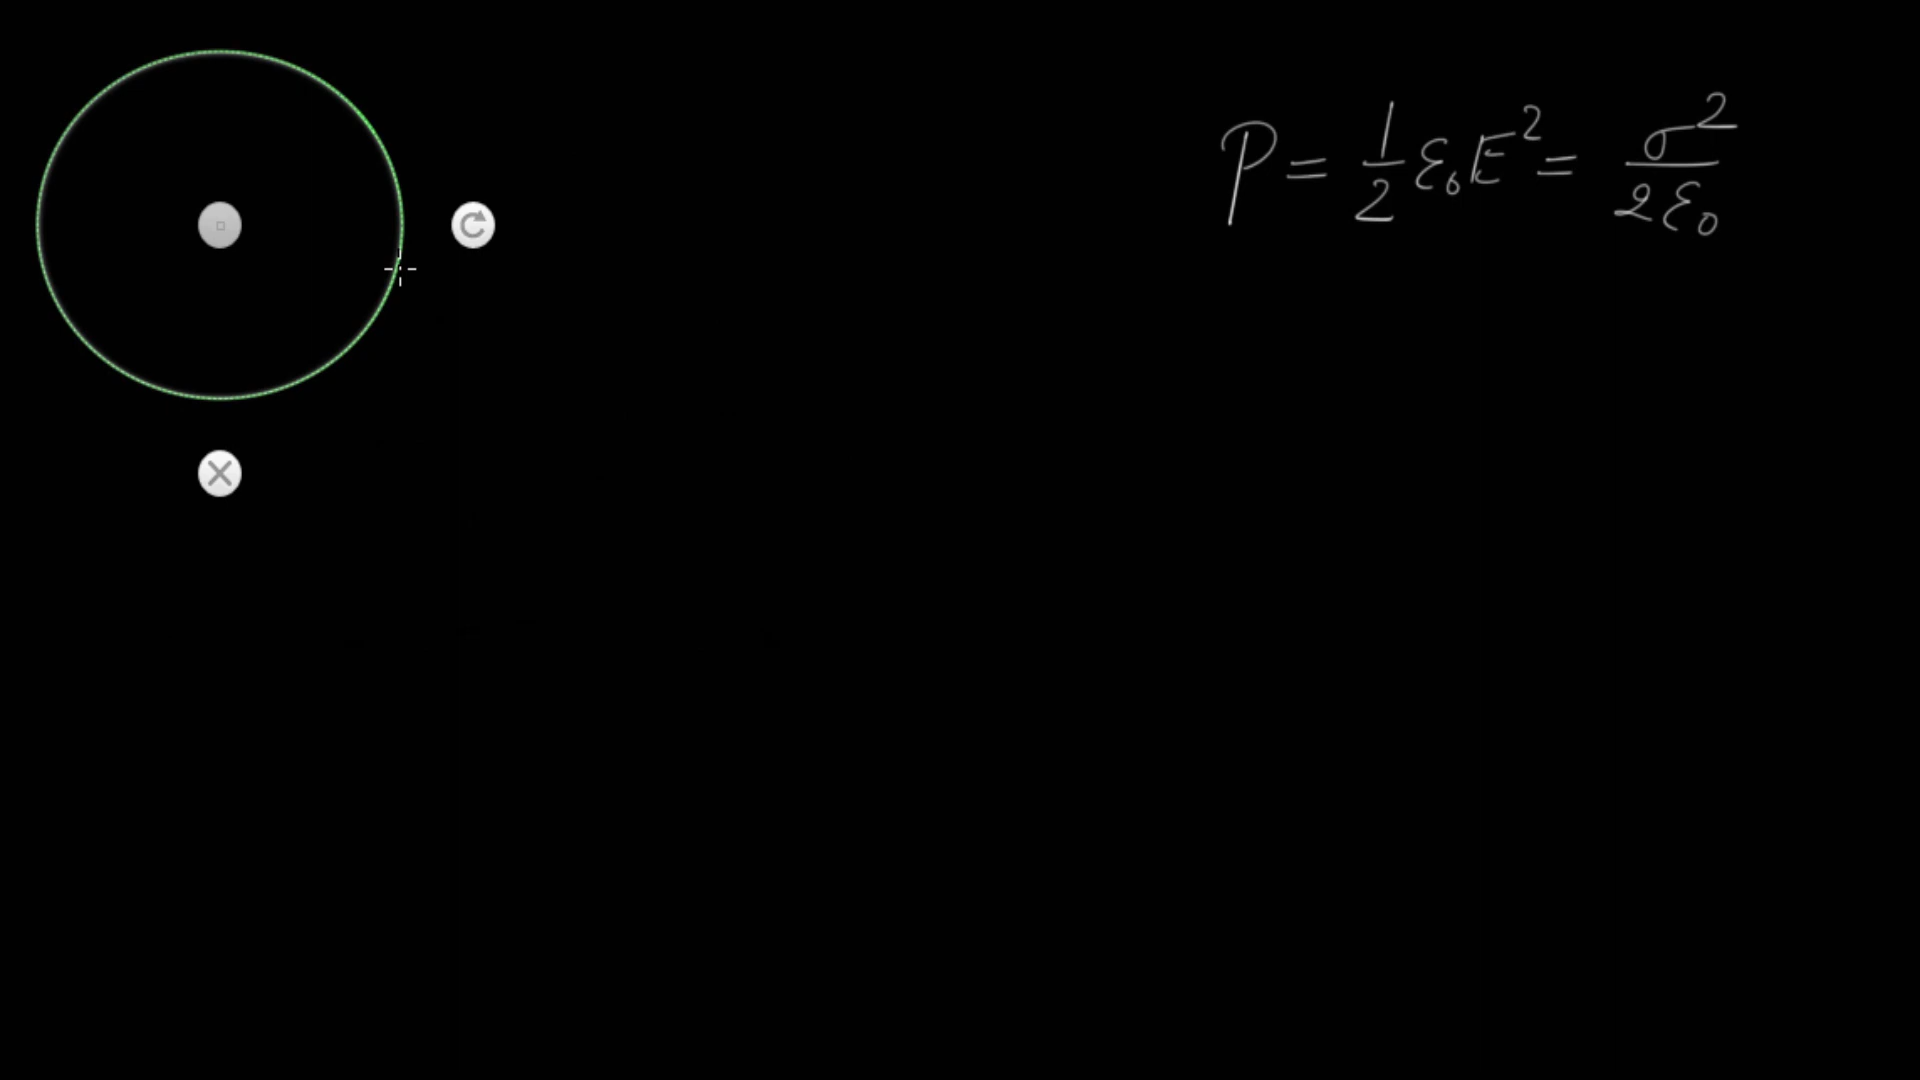 P = 1/2 ε₀E² = σ²/2ε₀